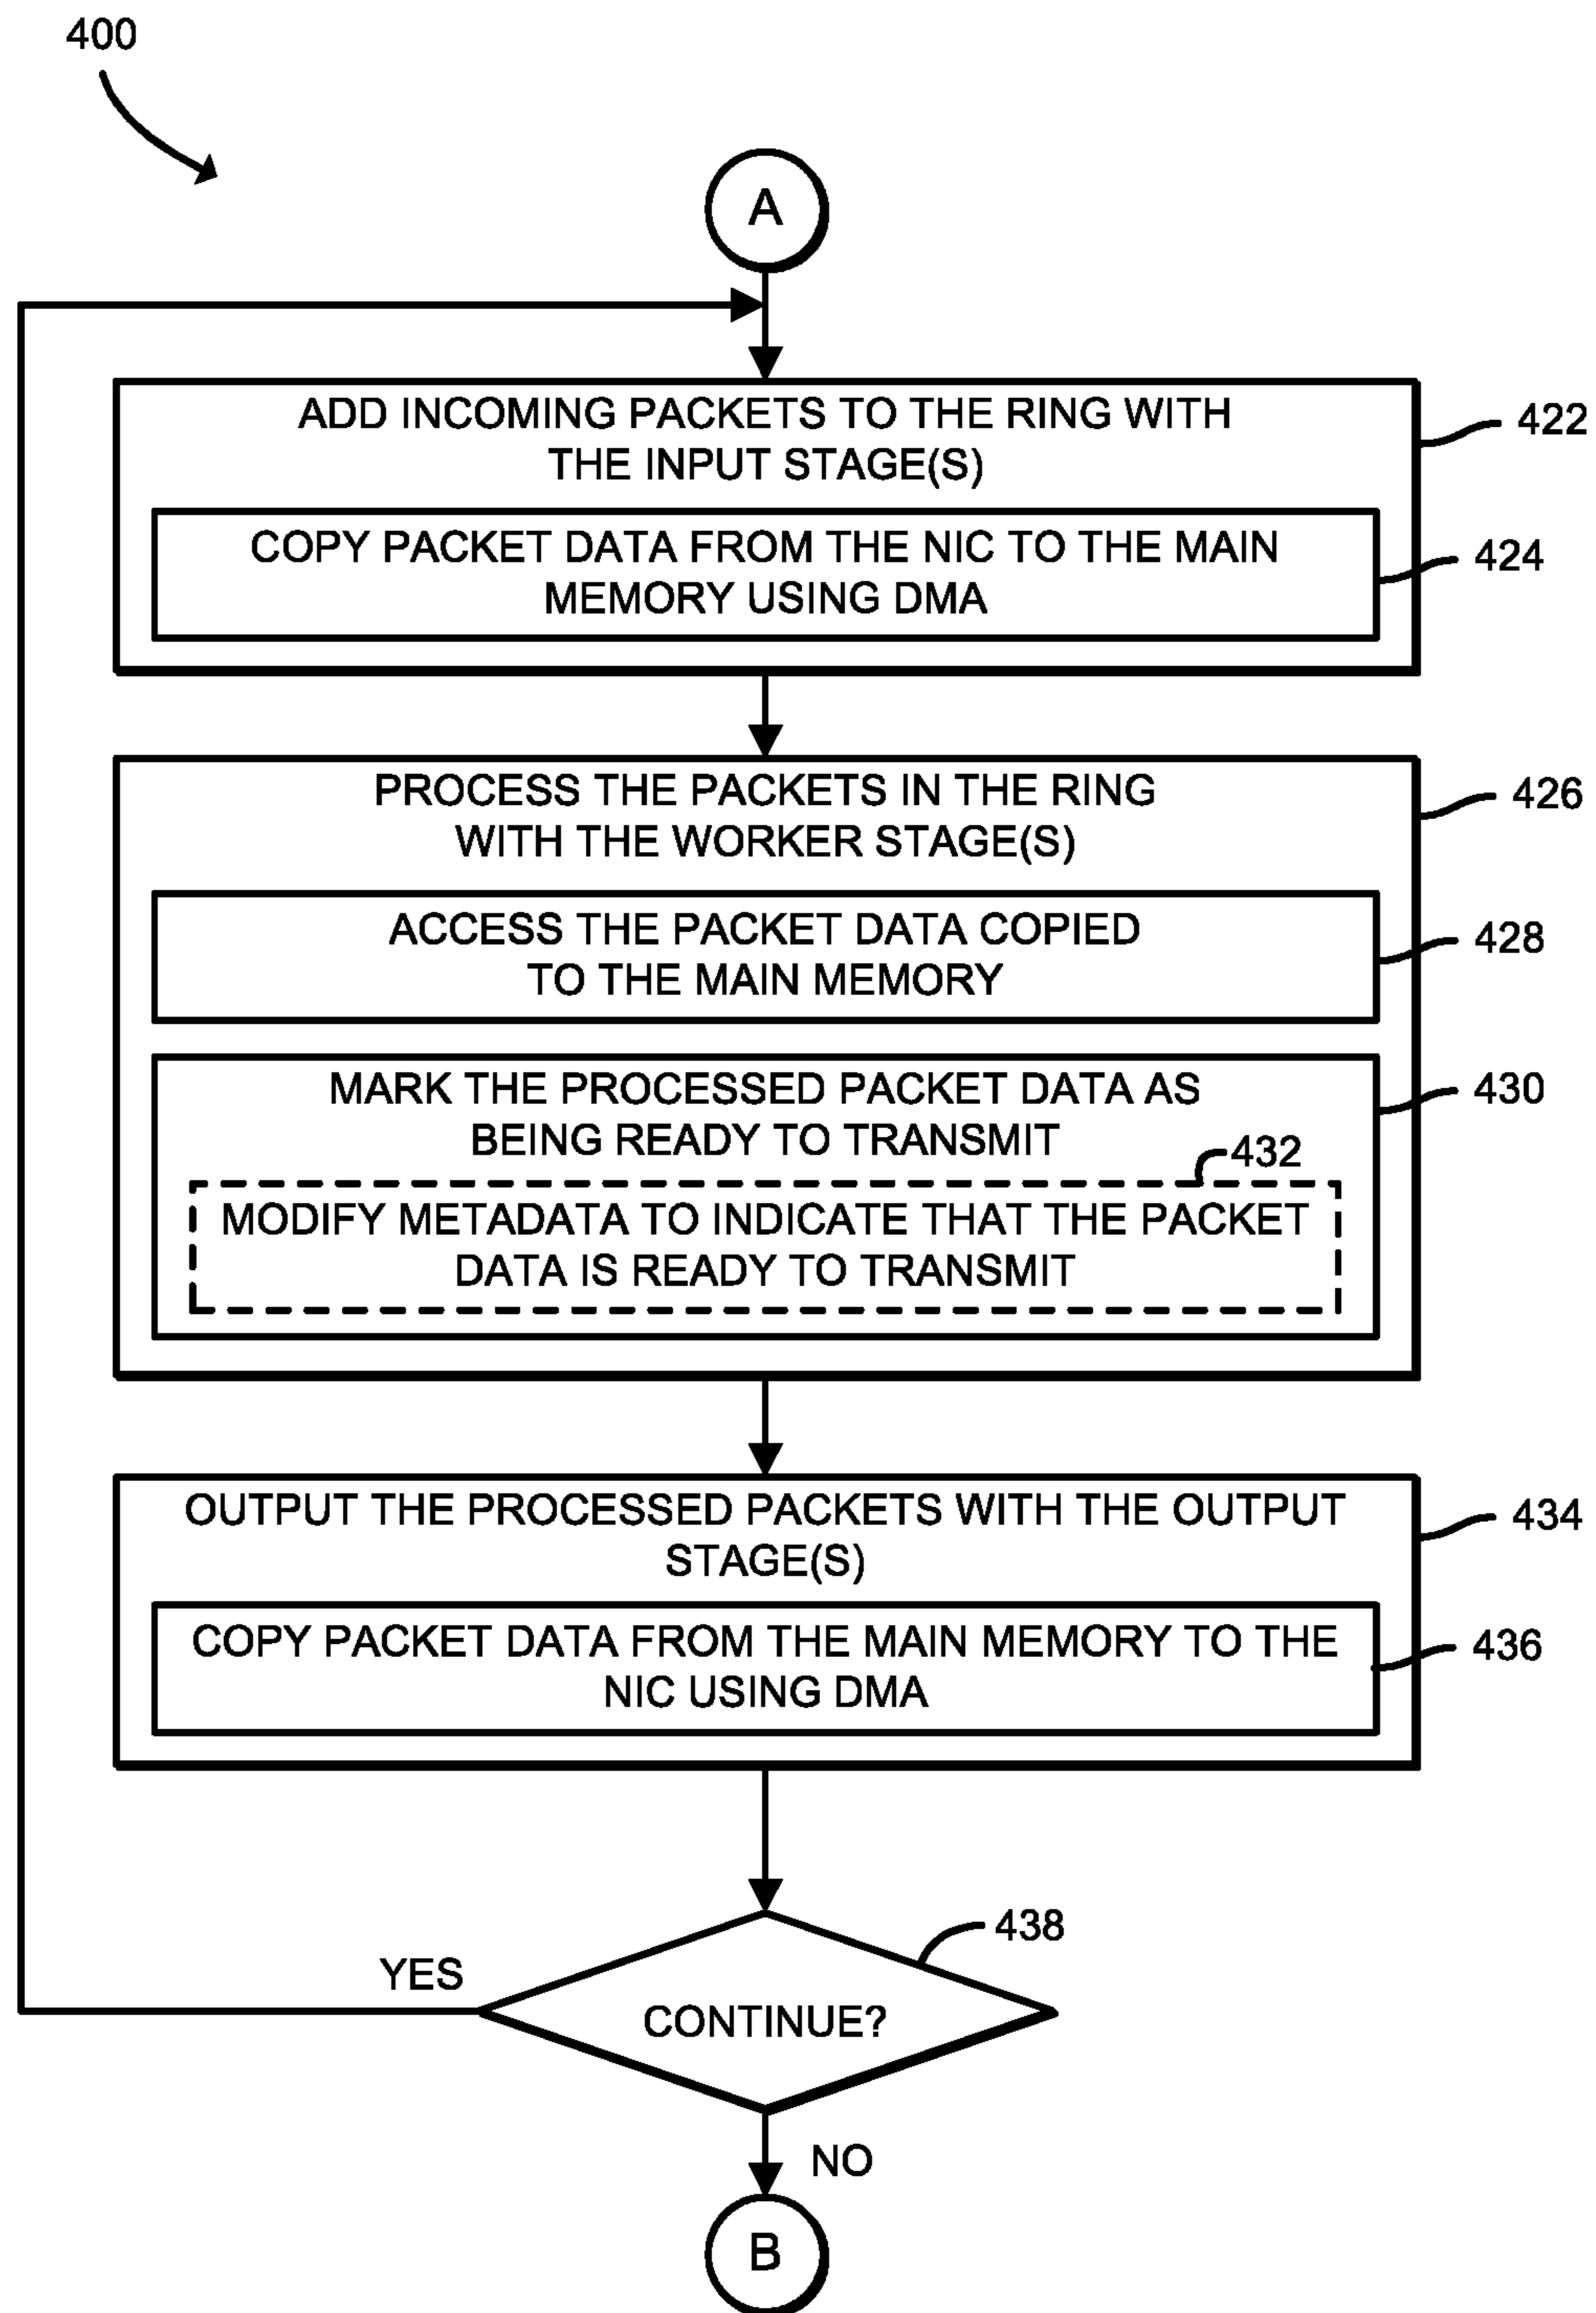 400
A
ADD INCOMING PACKETS TO THE RING WITH
THE INPUT STAGE(S)
422
COPY PACKET DATA FROM THE NIC TO THE MAIN
MEMORY USING DMA
424
PROCESS THE PACKETS IN THE RING
WITH THE WORKER STAGE(S)
426
ACCESS THE PACKET DATA COPIED
TO THE MAIN MEMORY
428
MARK THE PROCESSED PACKET DATA AS
BEING READY TO TRANSMIT
430
432
MODIFY METADATA TO INDICATE THAT THE PACKET
DATA IS READY TO TRANSMIT
OUTPUT THE PROCESSED PACKETS WITH THE OUTPUT
STAGE(S)
434
COPY PACKET DATA FROM THE MAIN MEMORY TO THE
NIC USING DMA
436
438
YES
CONTINUE?
NO
B